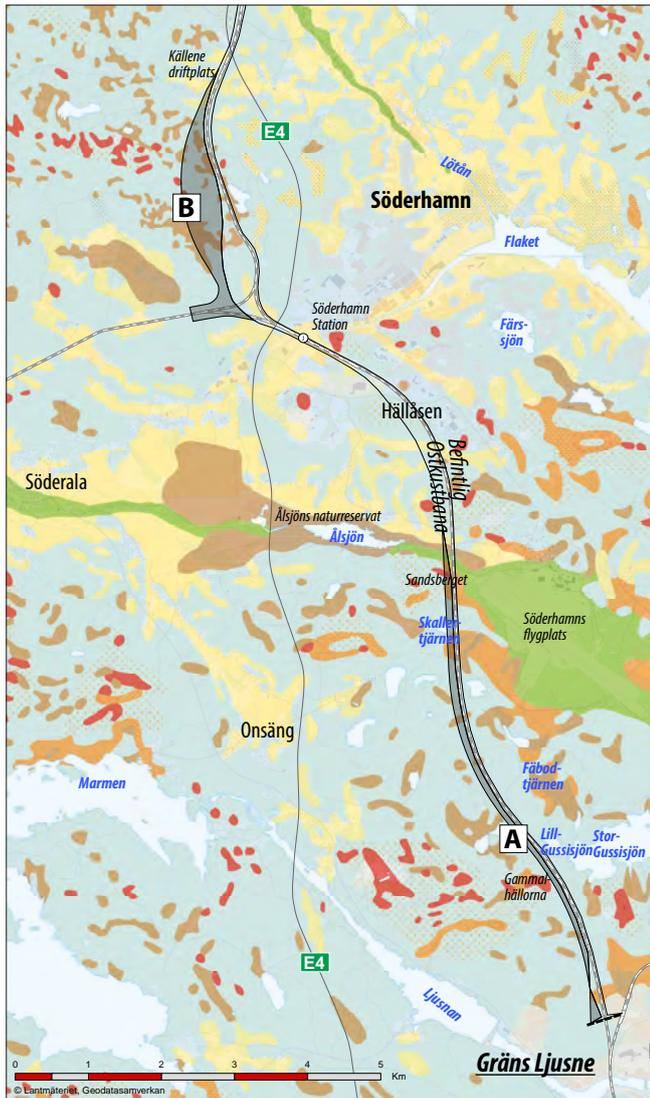 Källene
driftplats
E4
Lötån
B
Söderhamn
Flaket
Söderhamn
Station
Färs-
sjön
Hällåsen
Befintlig
Ostkustbana
Söderala
Ålsjöns naturreservat
Ålsjön
Sandsberget
Skaller-
tjärnen
Söderhamns
flygplats
Onsäng
Marmen
Fäbod-
tjärnen
A
Lill-
Gussisjön
Stor-
Gussisjön
Gammal-
hällorna
E4
Ljusnan
Gräns Ljusne
0 1 2 3 4 5
Km
© Lantmäteriet, Geodatasamverkan